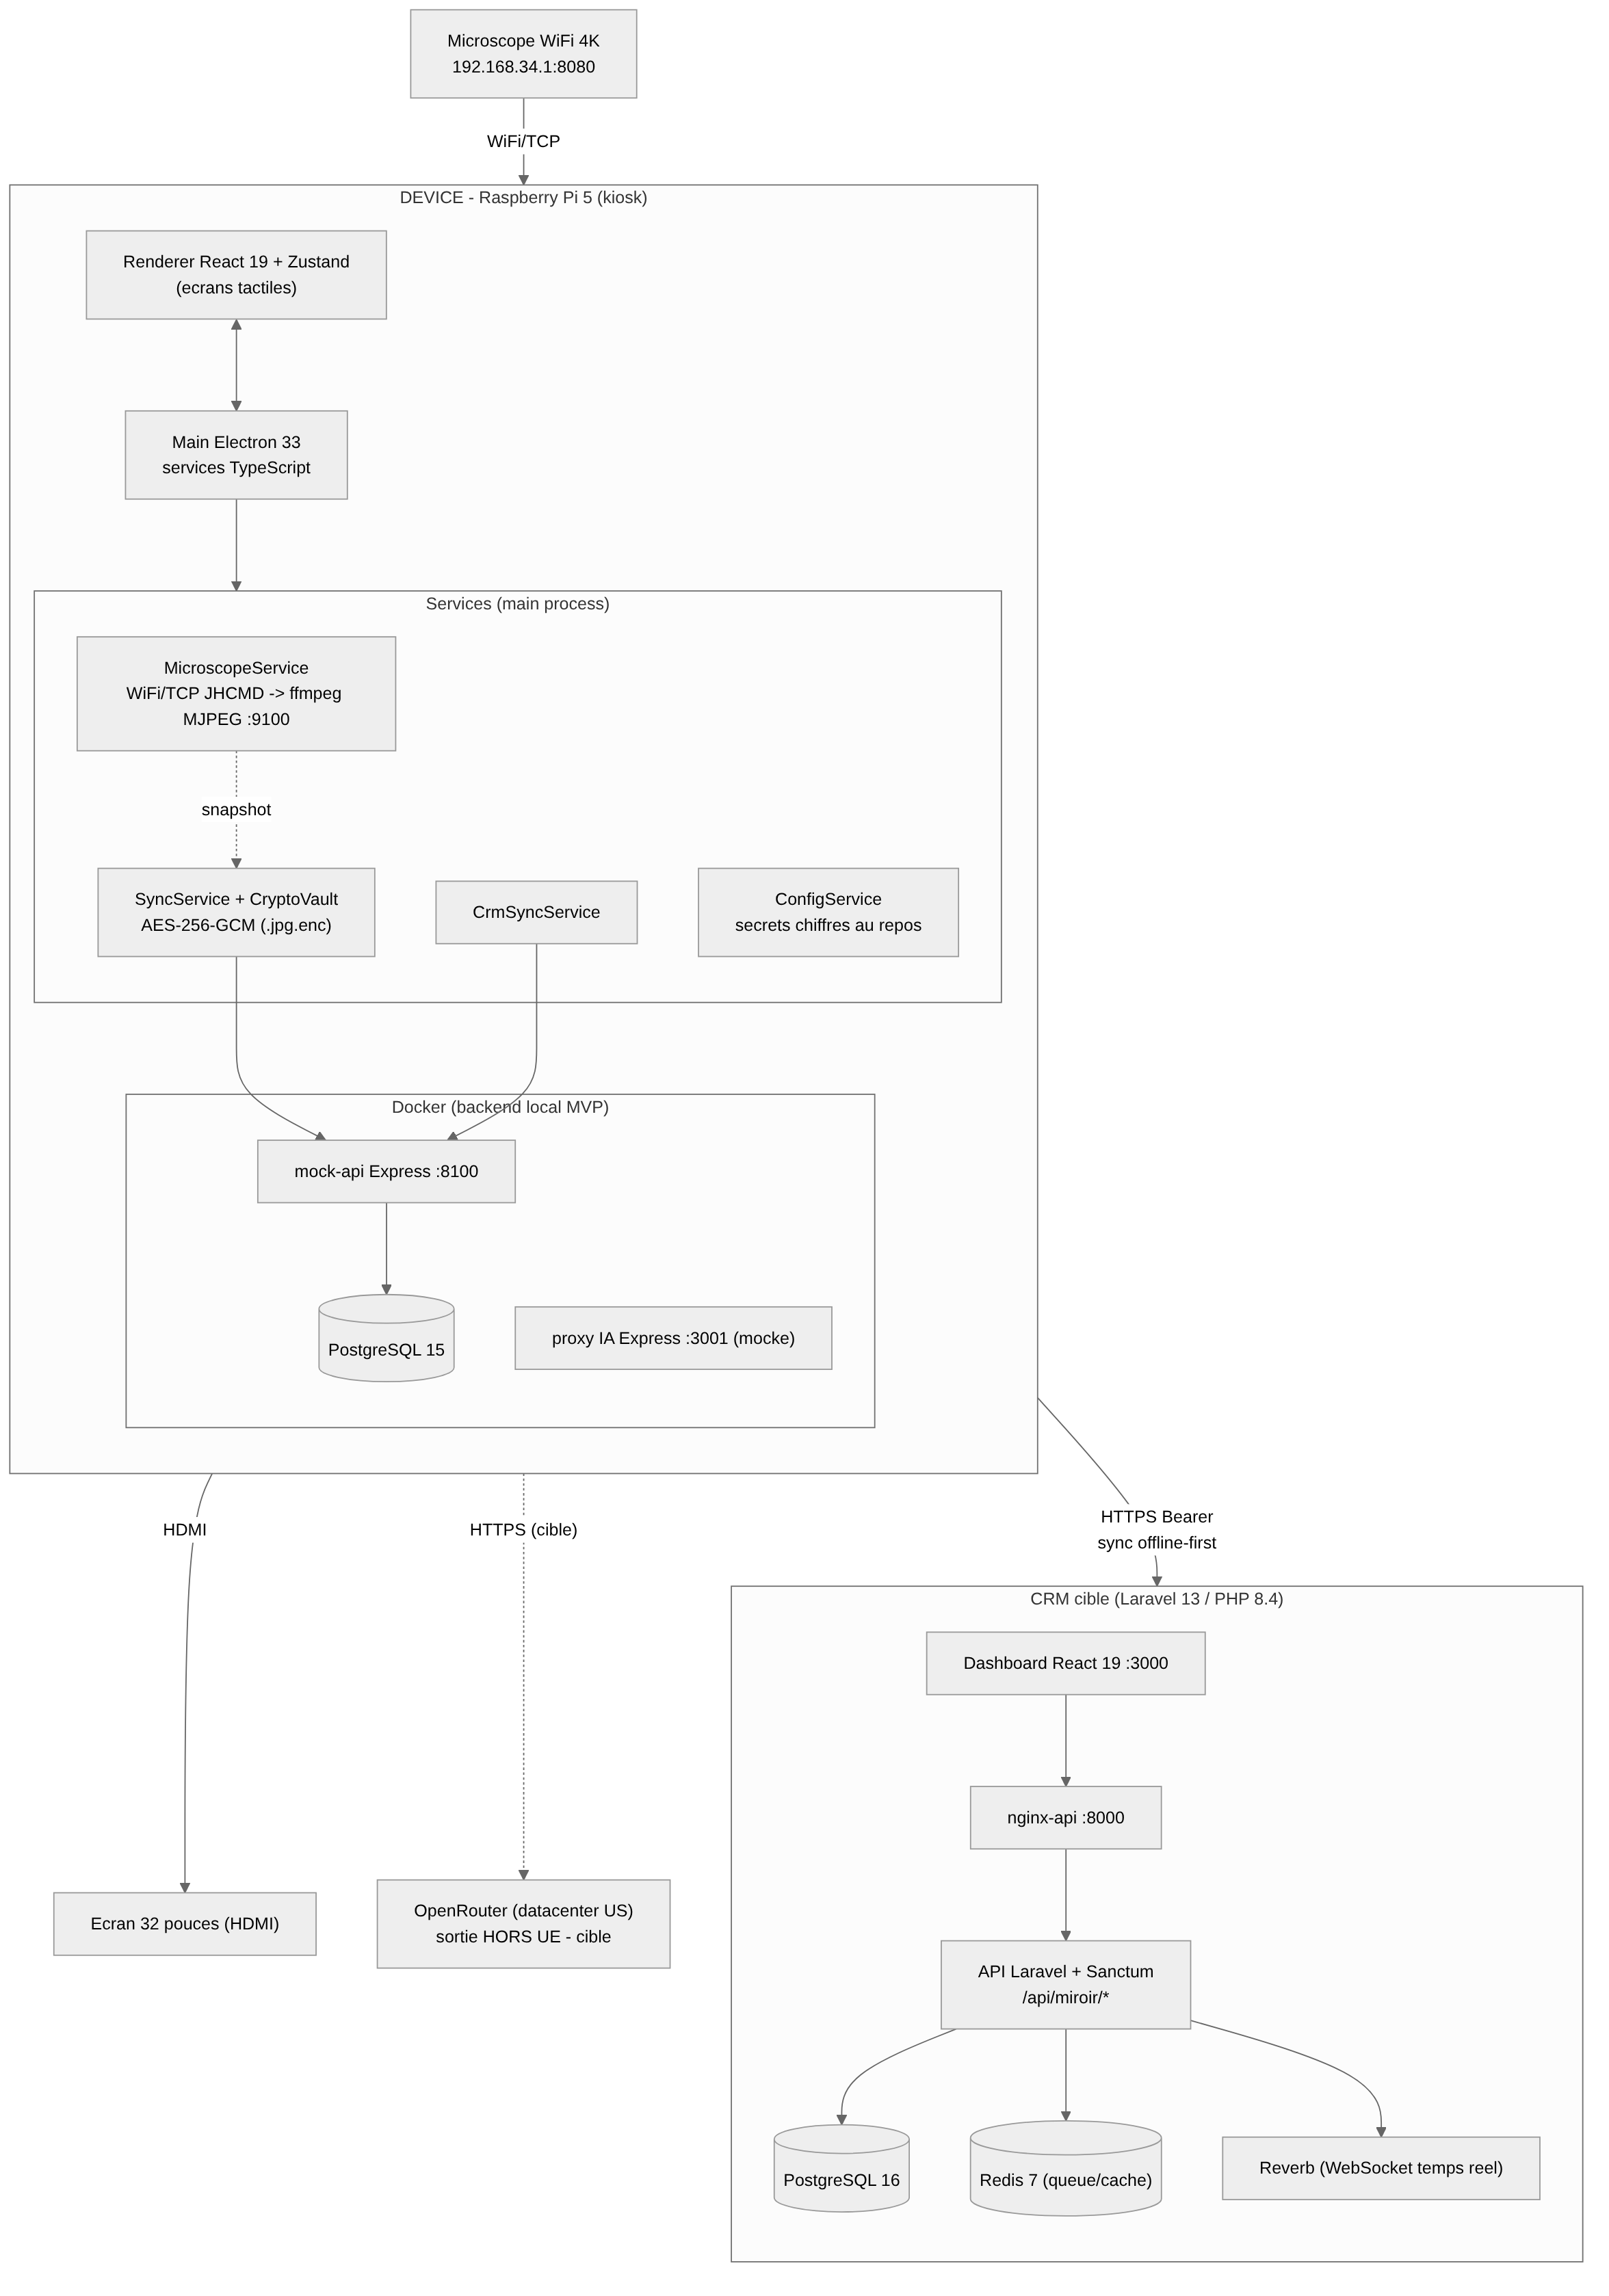 Microscope WiFi 4K
192.168.34.1:8080
WiFi/TCP
DEVICE - Raspberry Pi 5 (kiosk)
Renderer React 19 + Zustand
(ecrans tactiles)
Main Electron 33
services TypeScript
Services (main process)
MicroscopeService
WiFi/TCP JHCMD -> ffmpeg
MJPEG :9100
snapshot
SyncService + CryptoVault
AES-256-GCM (.jpg.enc)
CrmSyncService
ConfigService
secrets chiffres au repos
Docker (backend local MVP)
mock-api Express :8100
PostgreSQL 15
proxy IA Express :3001 (mocke)
HDMI
HTTPS (cible)
HTTPS Bearer
sync offline-first
CRM cible (Laravel 13 / PHP 8.4)
Dashboard React 19 :3000
nginx-api :8000
Ecran 32 pouces (HDMI)
OpenRouter (datacenter US)
sortie HORS UE - cible
API Laravel + Sanctum
/api/miroir/*
PostgreSQL 16
Redis 7 (queue/cache)
Reverb (WebSocket temps reel)